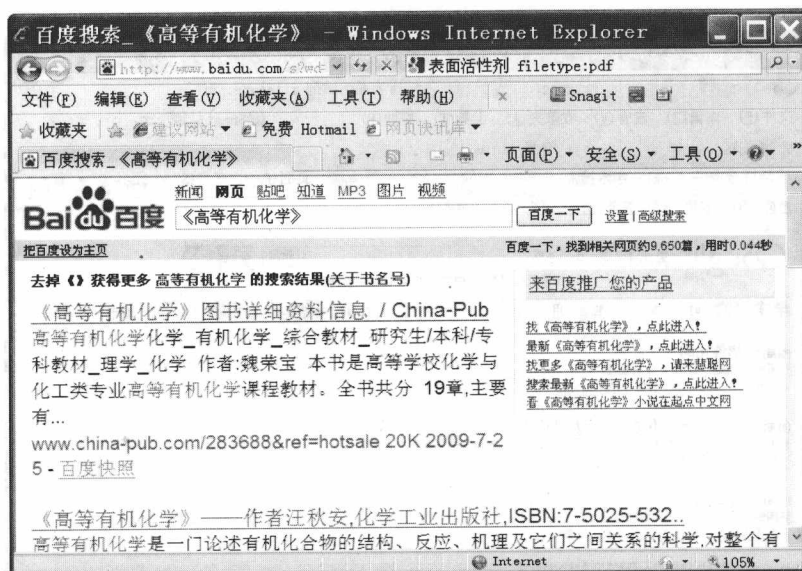 百度搜索_《高等有机化学》 - Windows Internet Explorer
http://www.baidu.com/s?wd= 表面活性剂 filetype:pdf
文件(F) 编辑(E) 查看(V) 收藏夹(A) 工具(T) 帮助(H) × Snagit
收藏夹 建议网站 免费 Hotmail 网页快讯库
百度搜索_《高等有机化学》 页面(P) 安全(S) 工具(O) »
新闻 网页 贴吧 知道 MP3 图片 视频
Bai du 百度 《高等有机化学》 百度一下 设置 | 高级搜索
把百度设为主页 百度一下，找到相关网页约9,650篇，用时0.044秒
去掉《》获得更多 高等有机化学 的搜索结果(关于书名号)
《高等有机化学》图书详细资料信息 / China-Pub
高等有机化学化学_有机化学_综合教材_研究生/本科/专
科教材_理学_化学 作者:魏荣宝 本书是高等学校化学与
化工类专业高等有机化学课程教材。全书共分 19章,主要
有...
www.china-pub.com/283688&ref=hotsale 20K 2009-7-2
5 - 百度快照
《高等有机化学》——作者汪秋安,化学工业出版社,ISBN:7-5025-532..
高等有机化学是一门论述有机化合物的结构、反应、机理及它们之间关系的科学,对整个有
来百度推广您的产品
找《高等有机化学》，点此进入！
最新《高等有机化学》，点此进入！
找更多《高等有机化学》，请来慧聪网
搜索最新《高等有机化学》，点此进入！
看《高等有机化学》小说在起点中文网
Internet 105%